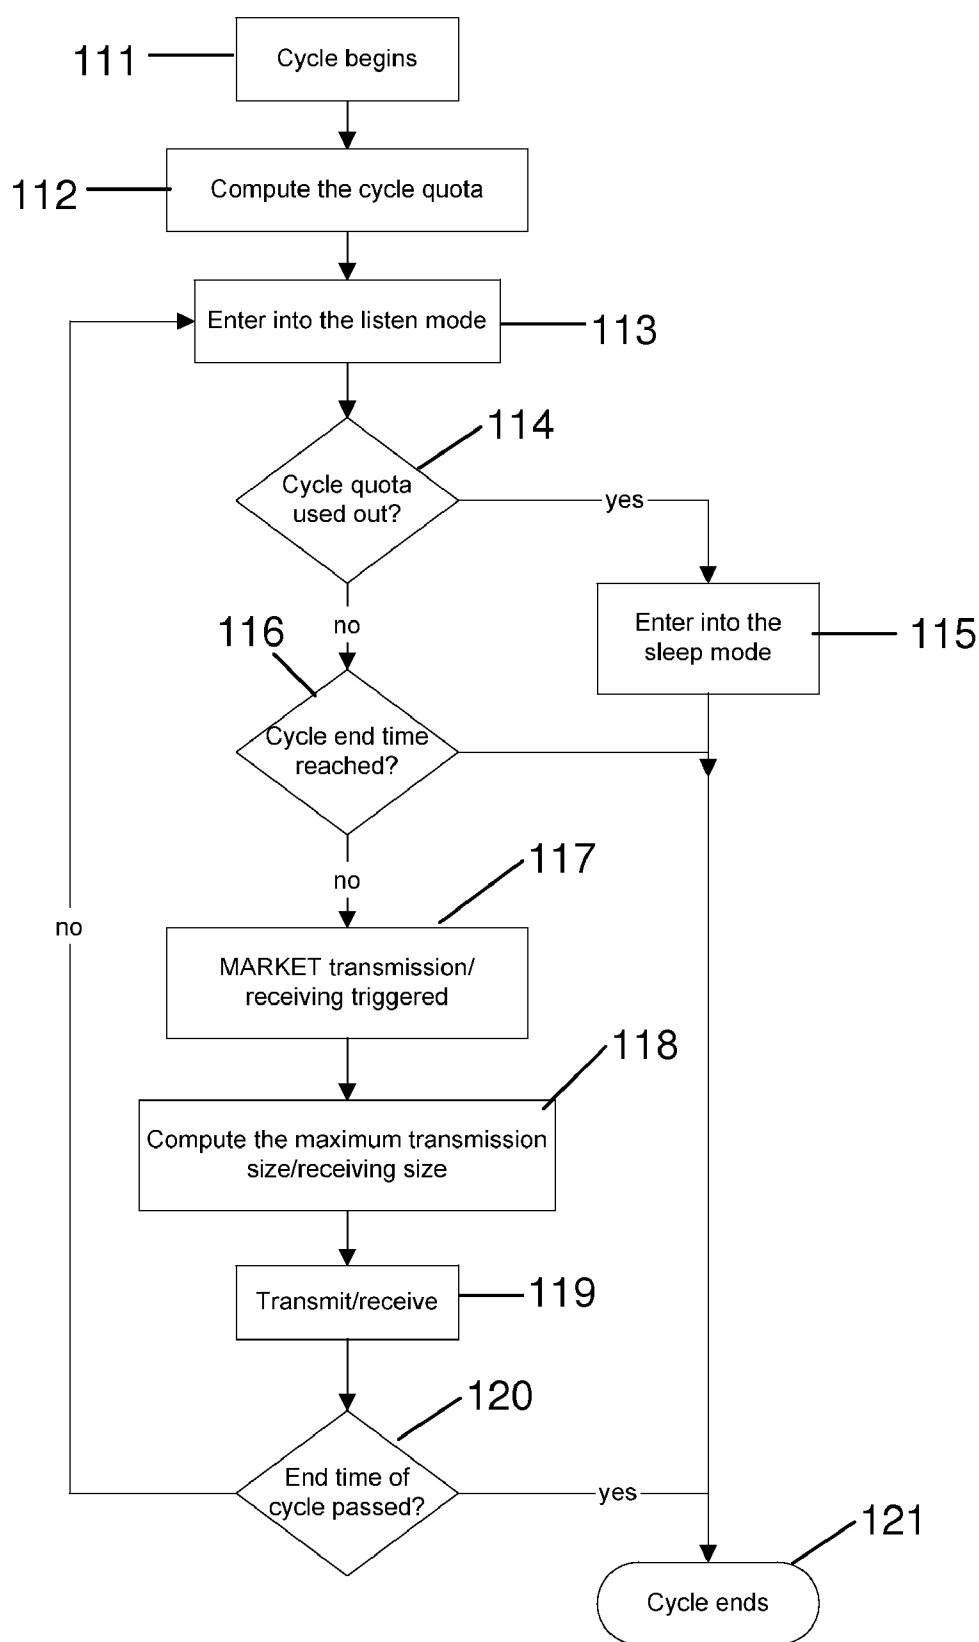 111
Cycle begins
112
Compute the cycle quota
Enter into the listen mode
113
114
Cycle quota
used out?
yes
no
116
Enter into the
sleep mode
115
Cycle end time
reached?
no
117
no
MARKET transmission/
receiving triggered
118
Compute the maximum transmission
size/receiving size
Transmit/receive
119
120
End time of
cycle passed?
yes
121
Cycle ends